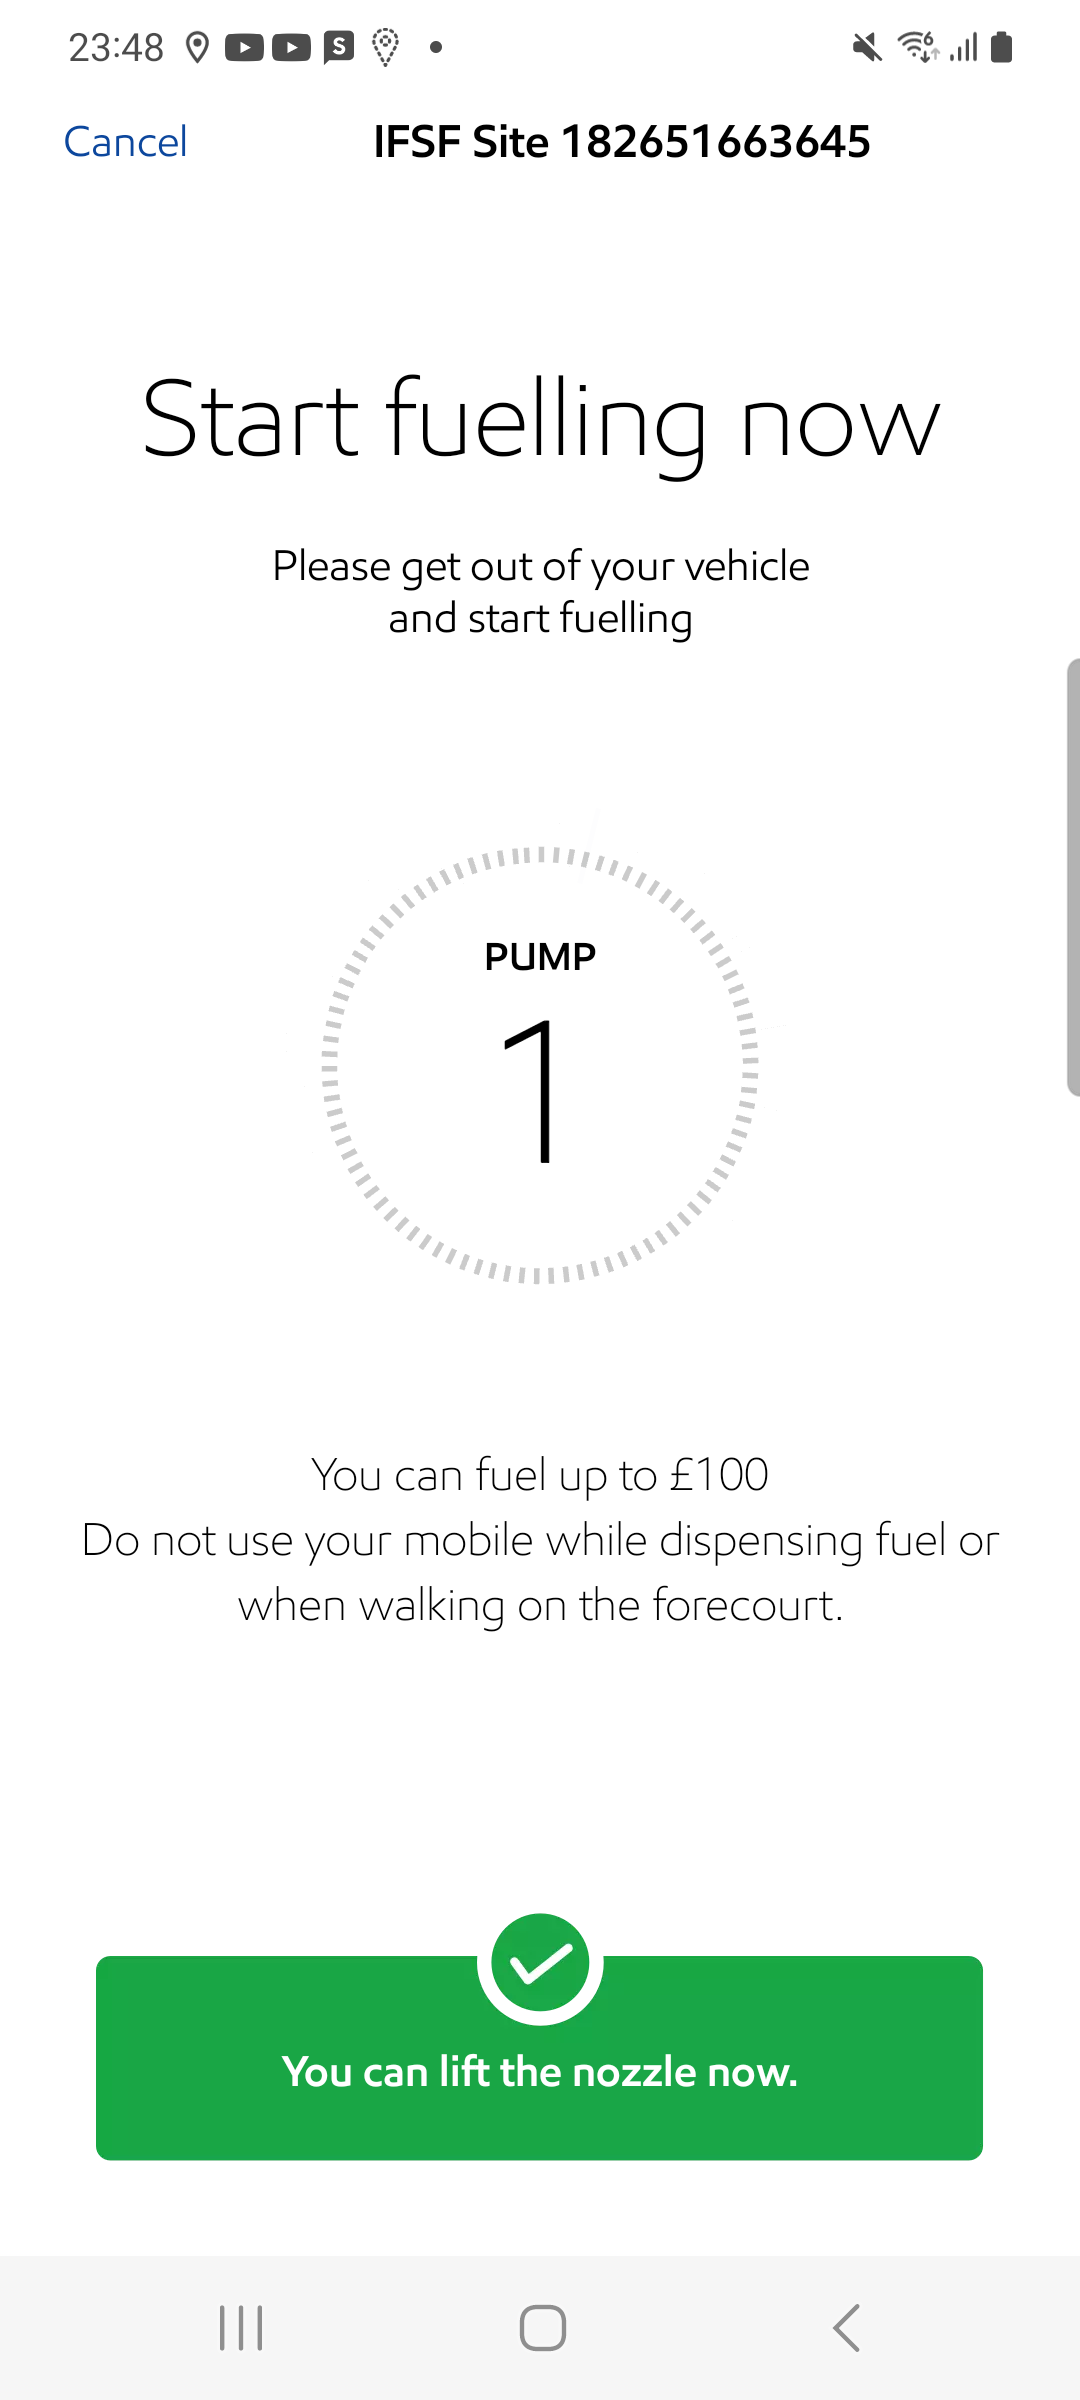 23:48
Cancel
IFSF Site 182651663645
Start fuelling now
Please get out of your vehicle
and start fuelling
PUMP
1
You can fuel up to £100
Do not use your mobile while dispensing fuel or
when walking on the forecourt.
You can lift the nozzle now.